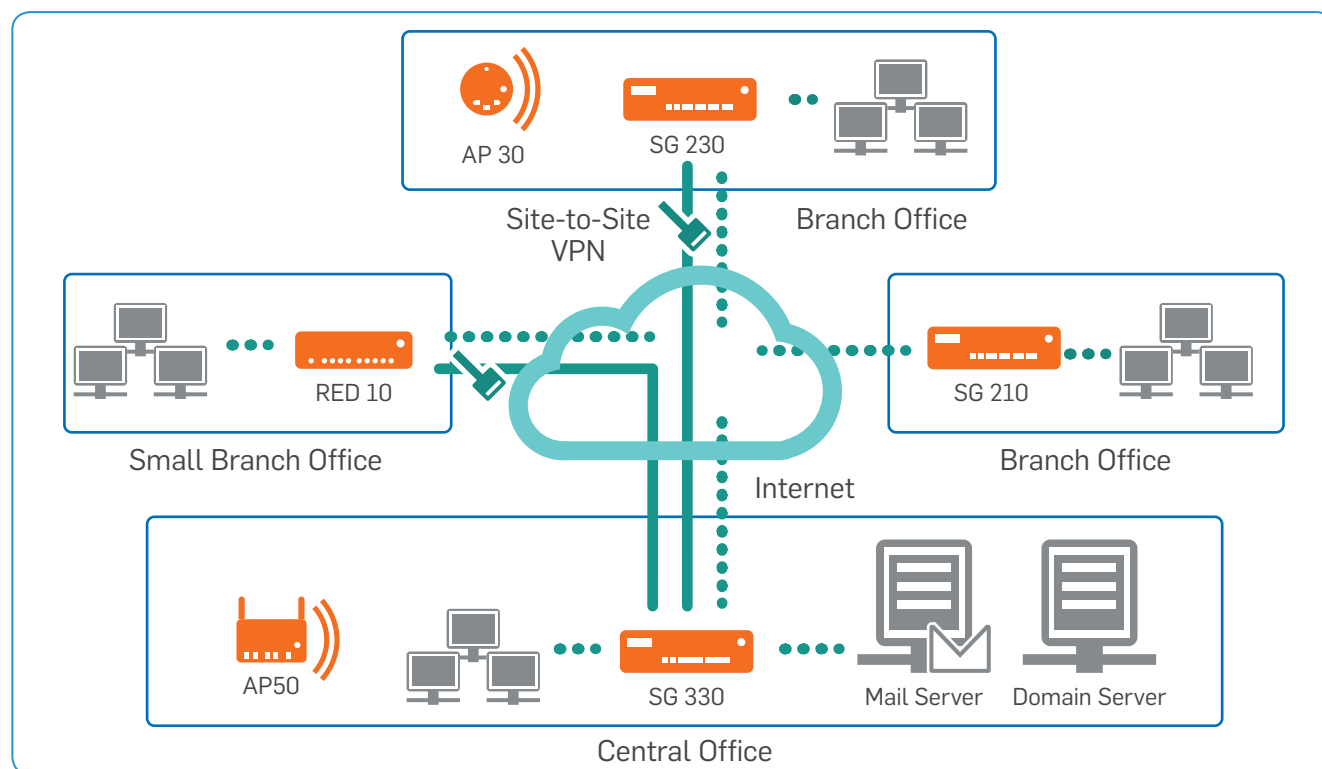 AP 30
SG 230
Site-to-Site
VPN
Branch Office
RED 10
SG 210
Small Branch Office
Branch Office
Internet
AP50
SG 330
Mail Server
Domain Server
Central Office